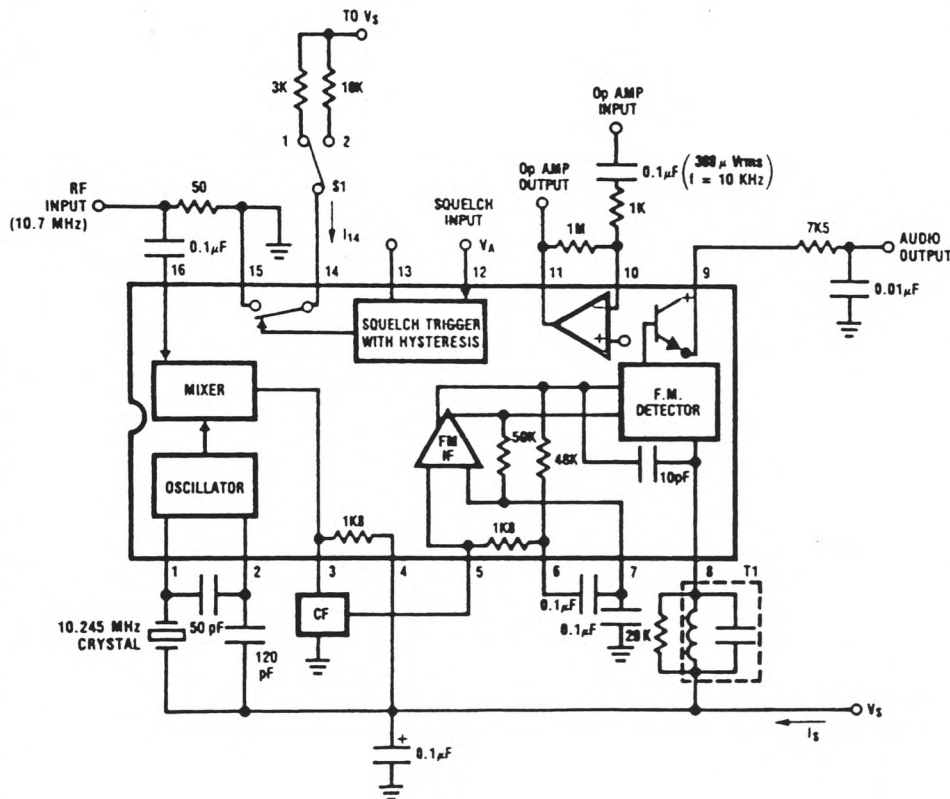 TO VS
3K
10K
1
2
S1
I14
Op AMP
INPUT
Op AMP
OUTPUT
0.1µF
(300 µ Vrms
f = 10 KHz)
1K
1M
RF
INPUT
(10.7 MHz)
50
0.1µF
SQUELCH
INPUT
VA
7K5
AUDIO
OUTPUT
0.01µF
16
15
14
13
12
11
10
9
SQUELCH TRIGGER
WITH HYSTERESIS
MIXER
OSCILLATOR
FM
IF
50K
48K
F.M.
DETECTOR
10pF
1K8
1K8
1
2
3
4
5
6
7
8
T1
10.245 MHz
CRYSTAL
50 pF
120
pF
CF
0.1µF
0.1µF
20K
0.1µF
+
IS
VS